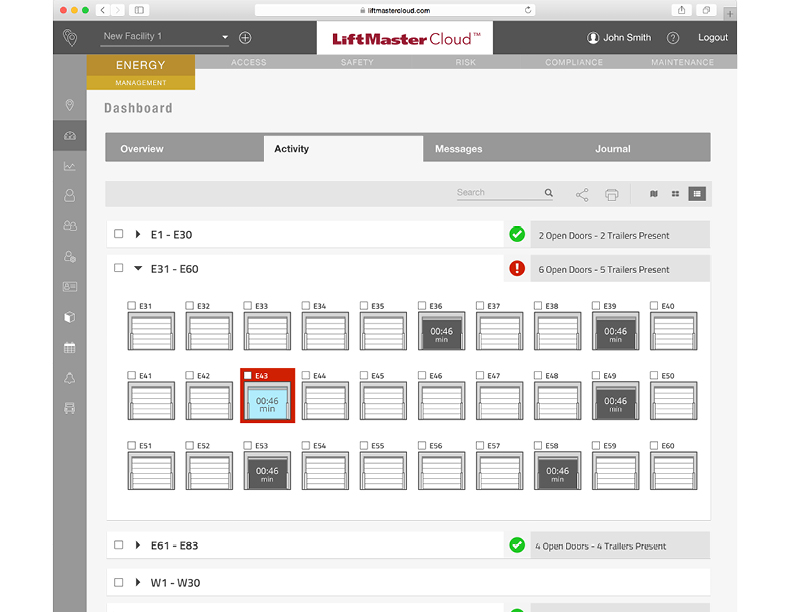 liftmastercloud.com
New Facility 1
LiftMaster Cloud™
John Smith
?
Logout
ENERGY
MANAGEMENT
ACCESS
SAFETY
RISK
COMPLIANCE
MAINTENANCE
Dashboard
Overview
Activity
Messages
Journal
Search
E1 - E30
2 Open Doors - 2 Trailers Present
E31 - E60
6 Open Doors - 5 Trailers Present
E31 E32 E33 E34 E35 E36 E37 E38 E39 E40
00:46 00:46
min min
E41 E42 E43 E44 E45 E46 E47 E48 E49 E50
00:46 00:46
min min
E51 E52 E53 E54 E55 E56 E57 E58 E59 E60
00:46 00:46
min min
E61 - E83
4 Open Doors - 4 Trailers Present
W1 - W30